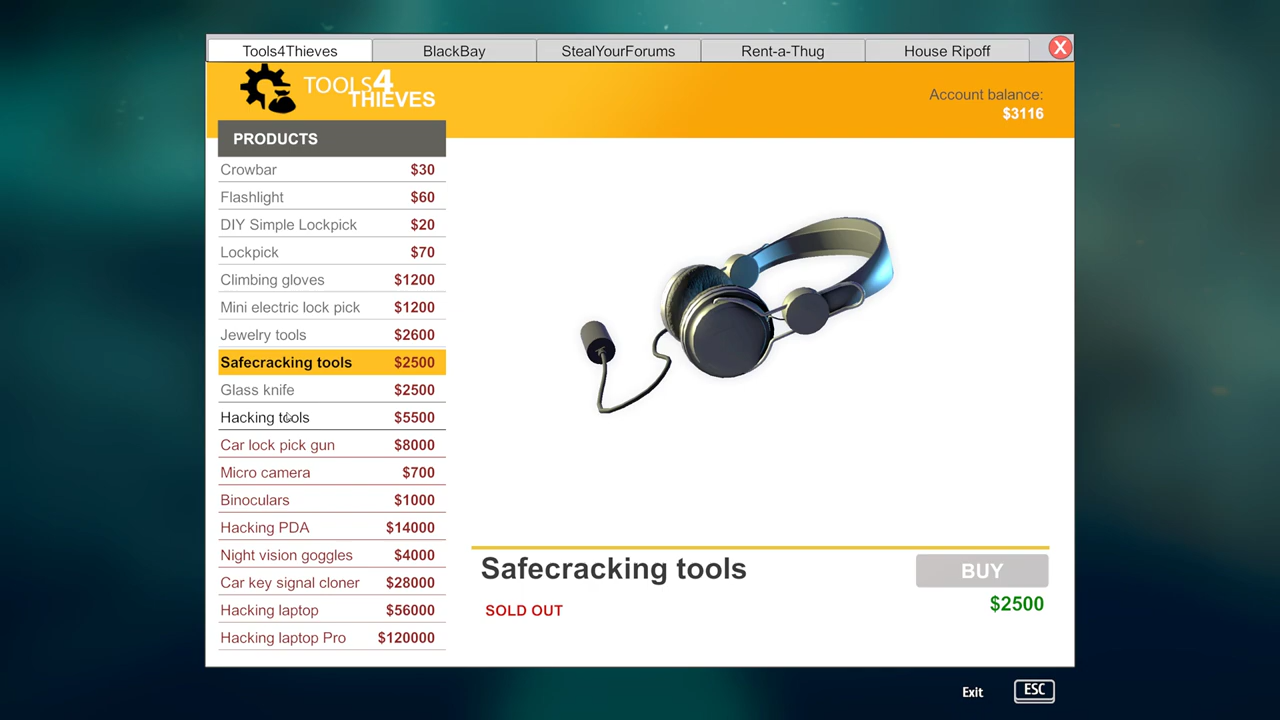 Tools4Thieves BlackBay StealYourForums Rent-a-Thug House Ripoff X
TOOLS4
THIEVES
Account balance:
$3116
PRODUCTS
Crowbar $30
Flashlight $60
DIY Simple Lockpick $20
Lockpick $70
Climbing gloves $1200
Mini electric lock pick $1200
Jewelry tools $2600
Safecracking tools $2500
Glass knife $2500
Hacking tools $5500
Car lock pick gun $8000
Micro camera $700
Binoculars $1000
Hacking PDA $14000
Night vision goggles $4000
Car key signal cloner $28000
Hacking laptop $56000
Hacking laptop Pro $120000
Safecracking tools
BUY
SOLD OUT
$2500
Exit ESC